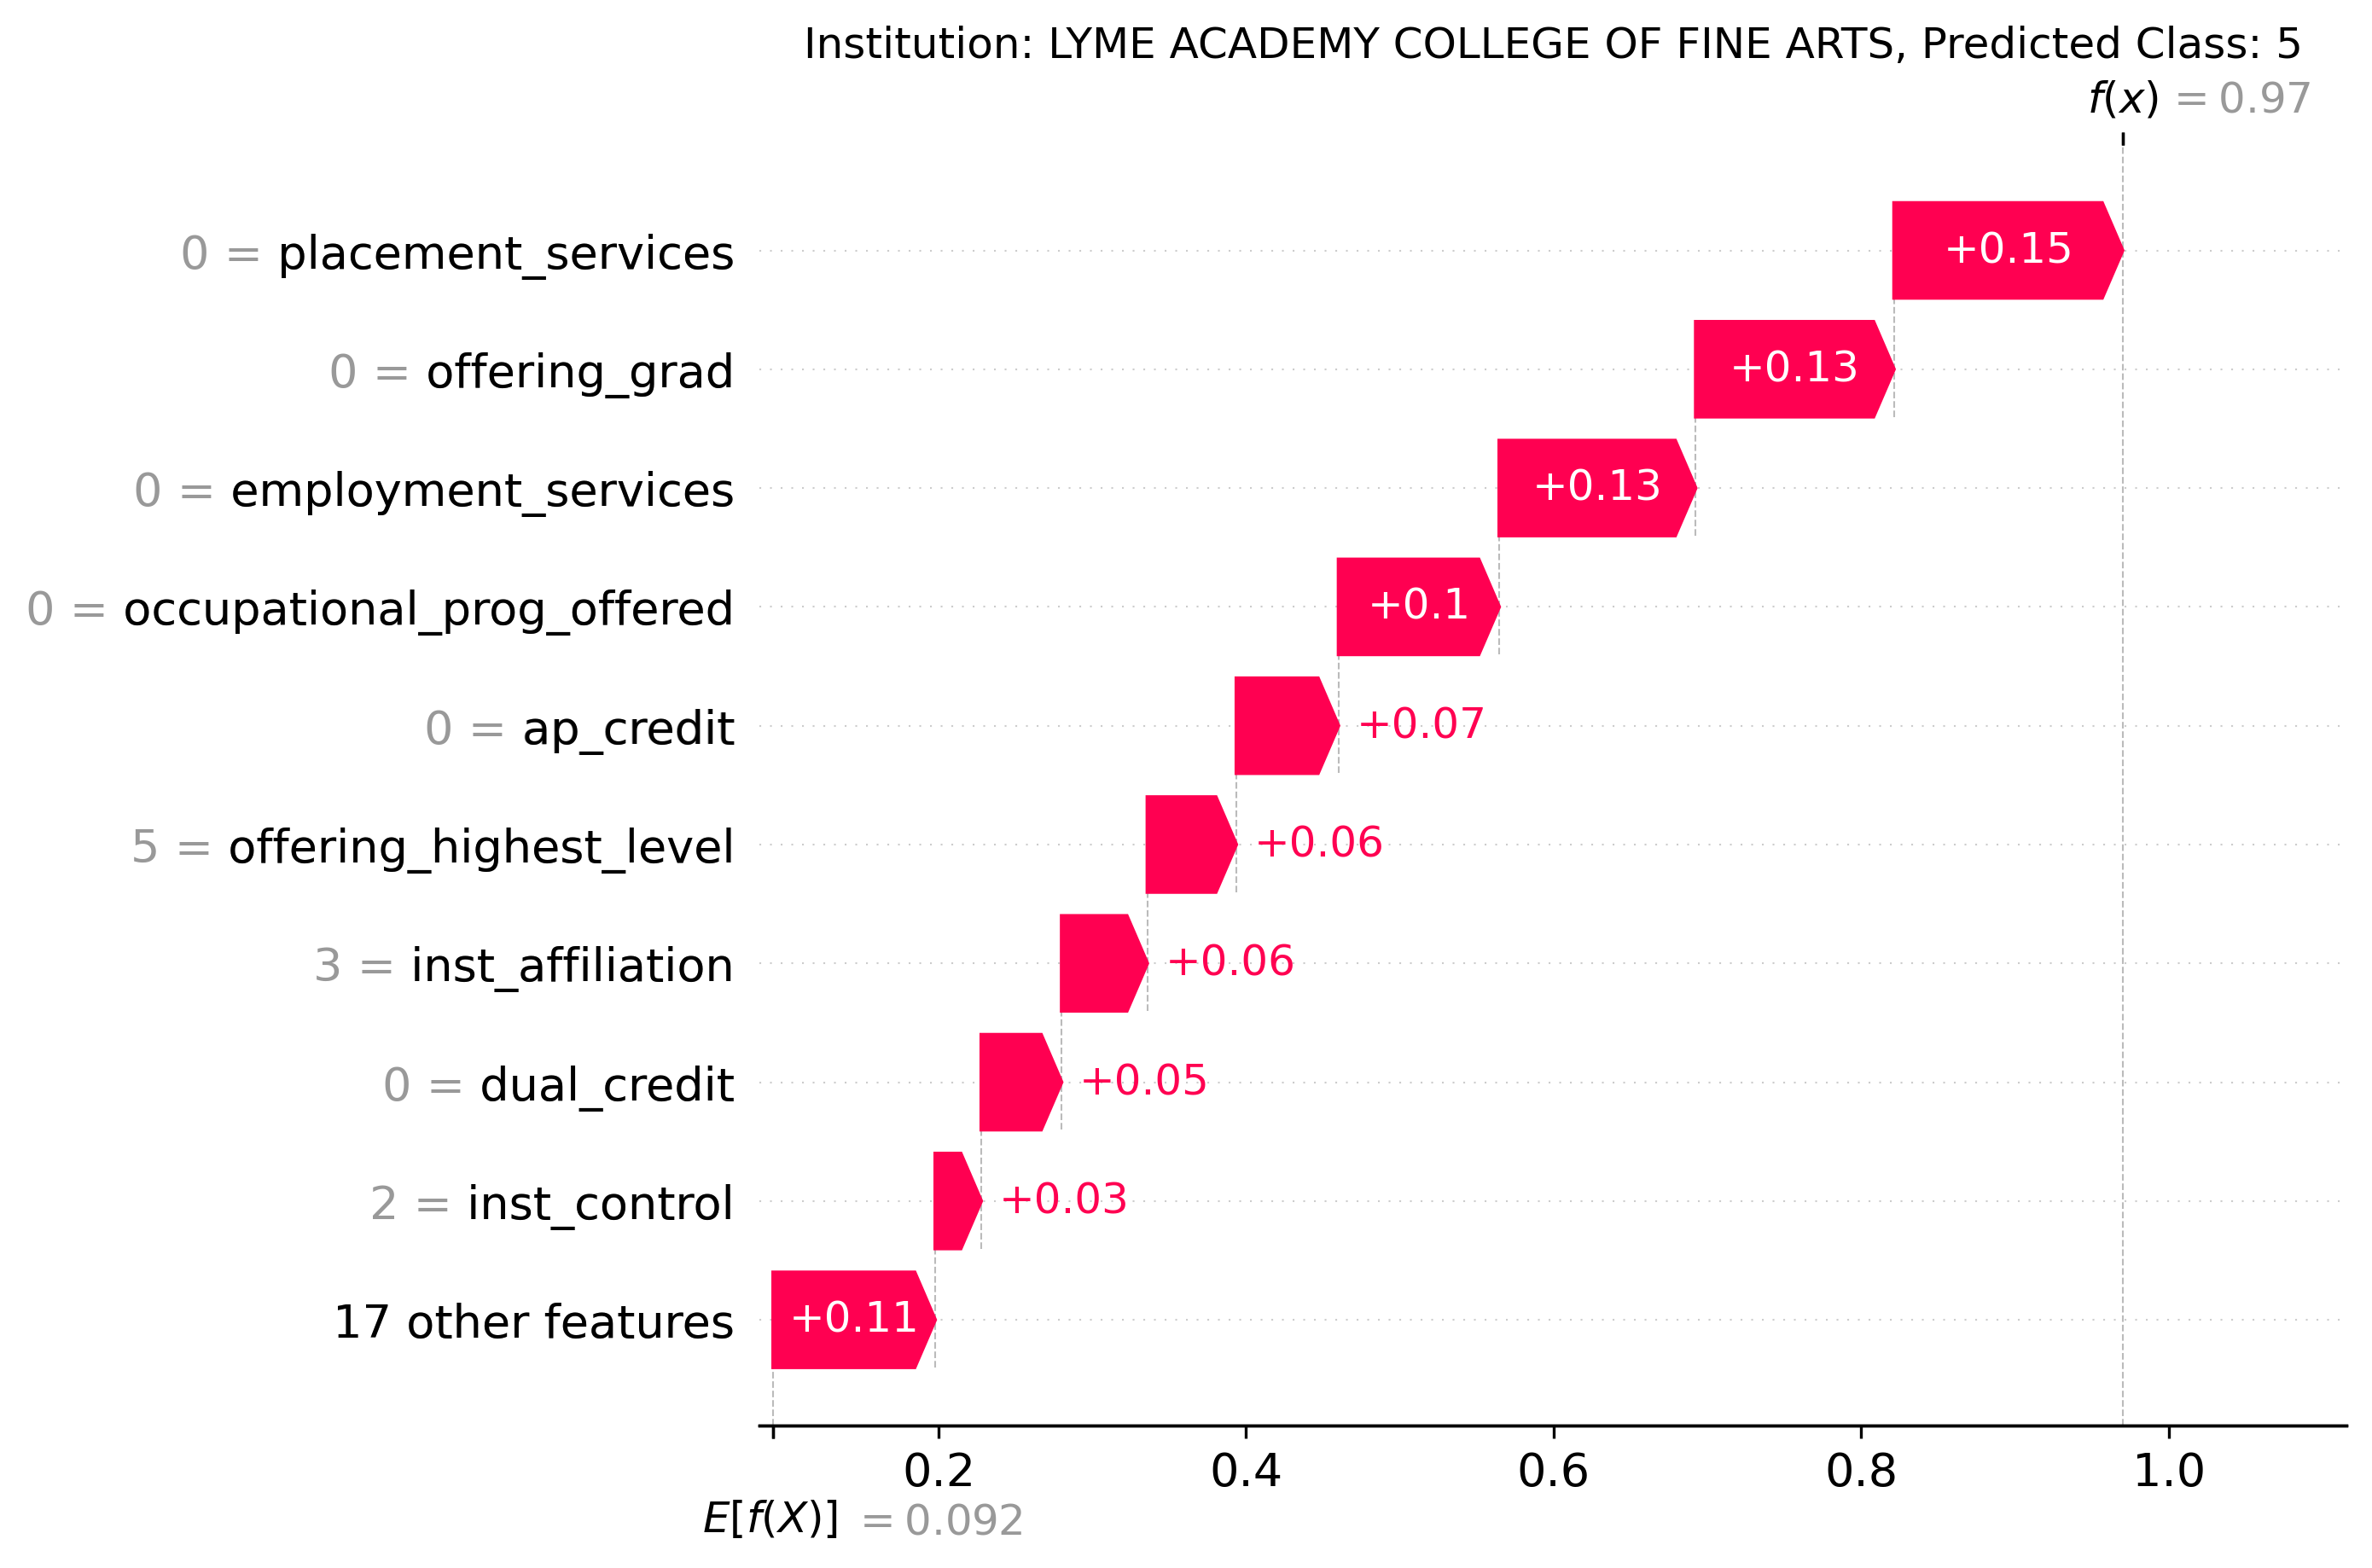 Institution: LYME ACADEMY COLLEGE OF FINE ARTS, Predicted Class: 5
f(x) = 0.97
0 = placement_services +0.15
0 = offering_grad +0.13
0 = employment_services +0.13
0 = occupational_prog_offered +0.1
0 = ap_credit +0.07
5 = offering_highest_level +0.06
3 = inst_affiliation +0.06
0 = dual_credit +0.05
2 = inst_control +0.03
17 other features +0.11
0.2 0.4 0.6 0.8 1.0
E[f(X)] = 0.092